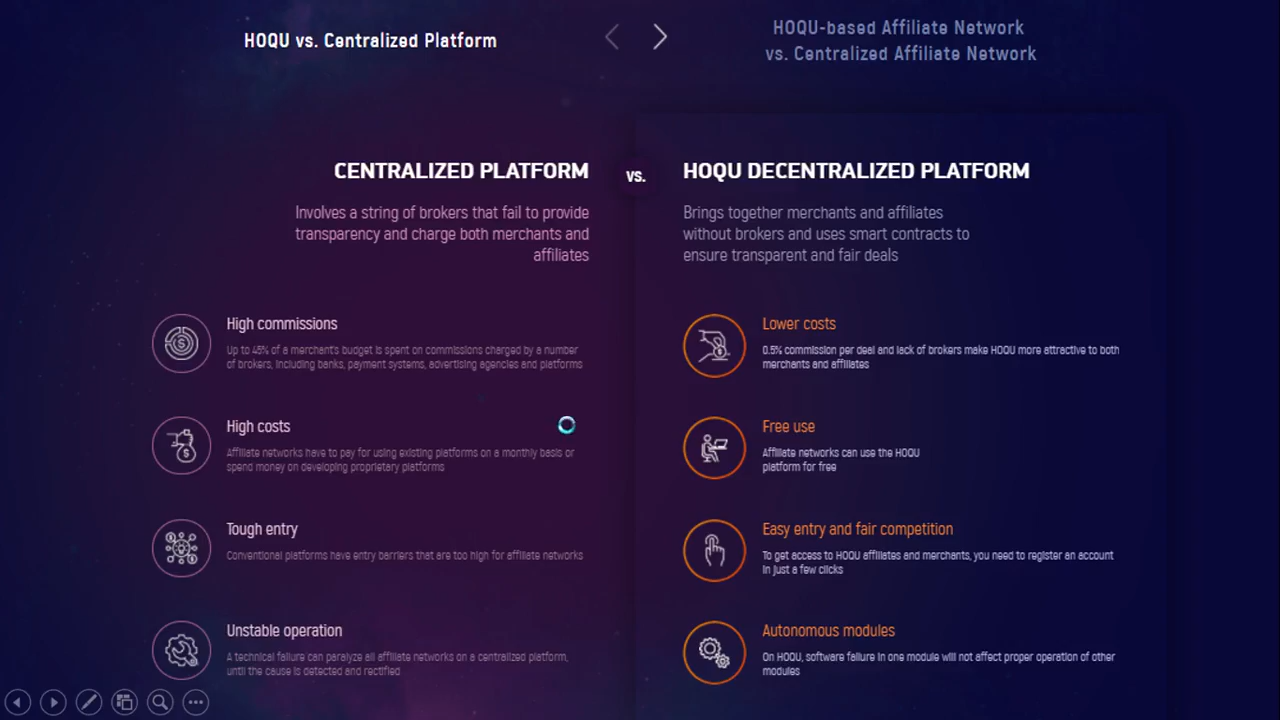 HOQU vs. Centralized Platform
HOQU-based Affiliate Network
vs. Centralized Affiliate Network
CENTRALIZED PLATFORM
vs.
HOQU DECENTRALIZED PLATFORM
Involves a string of brokers that fail to provide
transparency and charge both merchants and
affiliates
Brings together merchants and affiliates
without brokers and uses smart contracts to
ensure transparent and fair deals
High commissions
Up to 45% of a merchant's budget is spent on commissions charged by a number
of brokers, including banks, payment systems, advertising agencies and platforms
Lower costs
0.5% commission per deal and lack of brokers make HOQU more attractive to both
merchants and affiliates
High costs
Affiliate networks have to pay for using existing platforms on a monthly basis or
spend money on developing proprietary platforms
Free use
Affiliate networks can use the HOQU
platform for free
Tough entry
Conventional platforms have entry barriers that are too high for affiliate networks
Easy entry and fair competition
To get access to HOQU affiliates and merchants, you need to register an account
in just a few clicks
Unstable operation
A technical failure can paralyze all affiliate networks on a centralized platform,
until the cause is detected and rectified
Autonomous modules
On HOQU, software failure in one module will not affect proper operation of other
modules